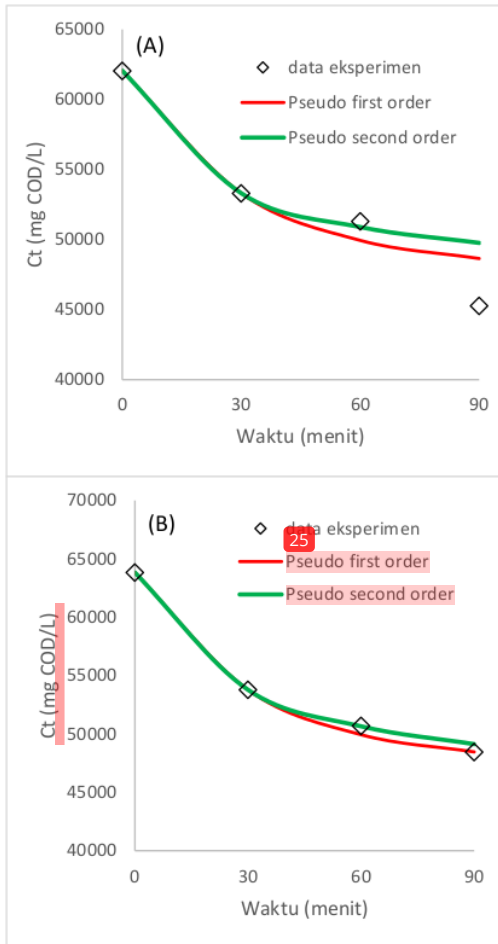 65000
(A)
data eksperimen
60000
Pseudo first order
Pseudo second order
55000
Ct (mg COD/L)
50000
45000
40000
0 30 60 90
Waktu (menit)
70000
(B)
data eksperimen
25
65000
Pseudo first order
Pseudo second order
60000
Ct (mg COD/L)
55000
50000
45000
40000
0 30 60 90
Waktu (menit)